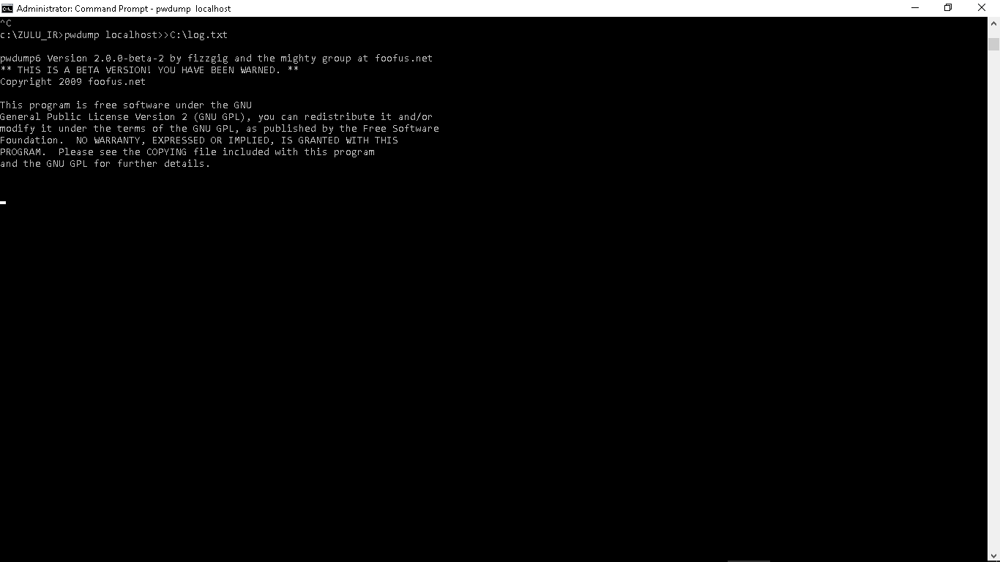 Administrator: Command Prompt - pwdump  localhost
^C
c:\ZULU_IR>pwdump localhost>>C:\log.txt
pwdump6 Version 2.0.0-beta-2 by fizzgig and the mighty group at foofus.net
** THIS IS A BETA VERSION! YOU HAVE BEEN WARNED. **
Copyright 2009 foofus.net
This program is free software under the GNU
General Public License Version 2 (GNU GPL), you can redistribute it and/or
modify it under the terms of the GNU GPL, as published by the Free Software
Foundation.  NO WARRANTY, EXPRESSED OR IMPLIED, IS GRANTED WITH THIS
PROGRAM.  Please see the COPYING file included with this program
and the GNU GPL for further details.